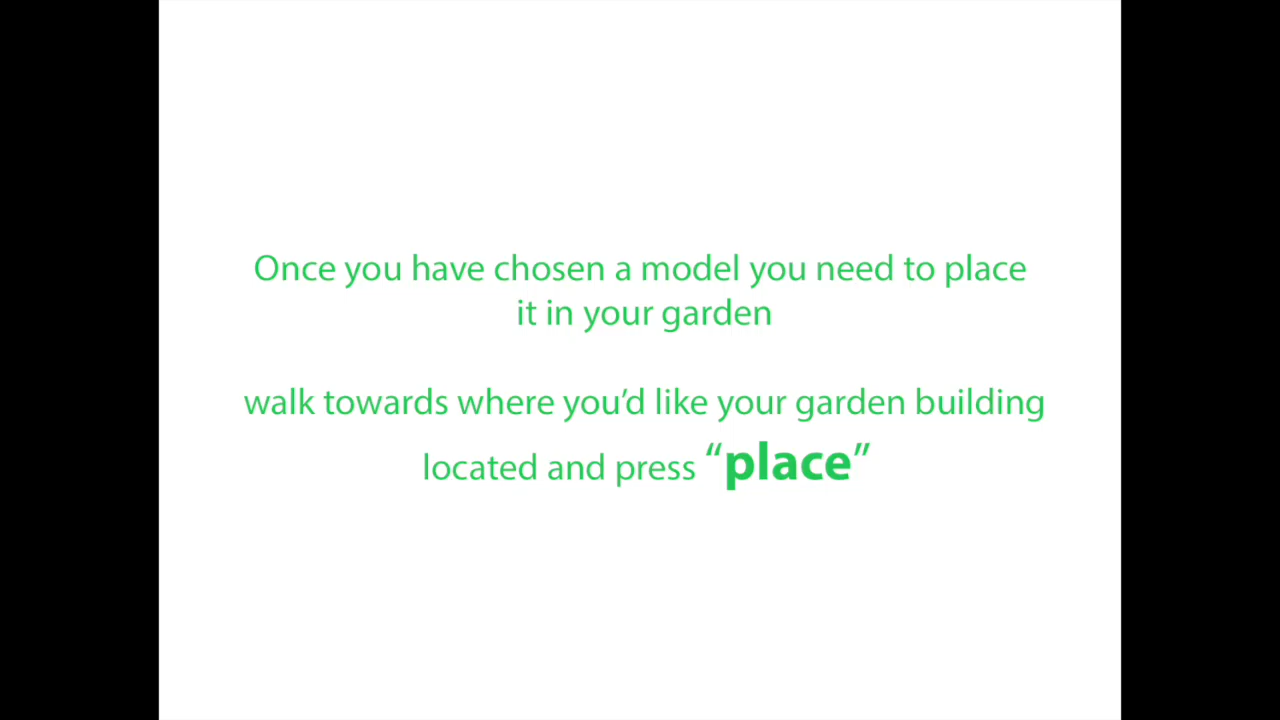 Once you have chosen a model you need to place
it in your garden
walk towards where you’d like your garden building
located and press “place”